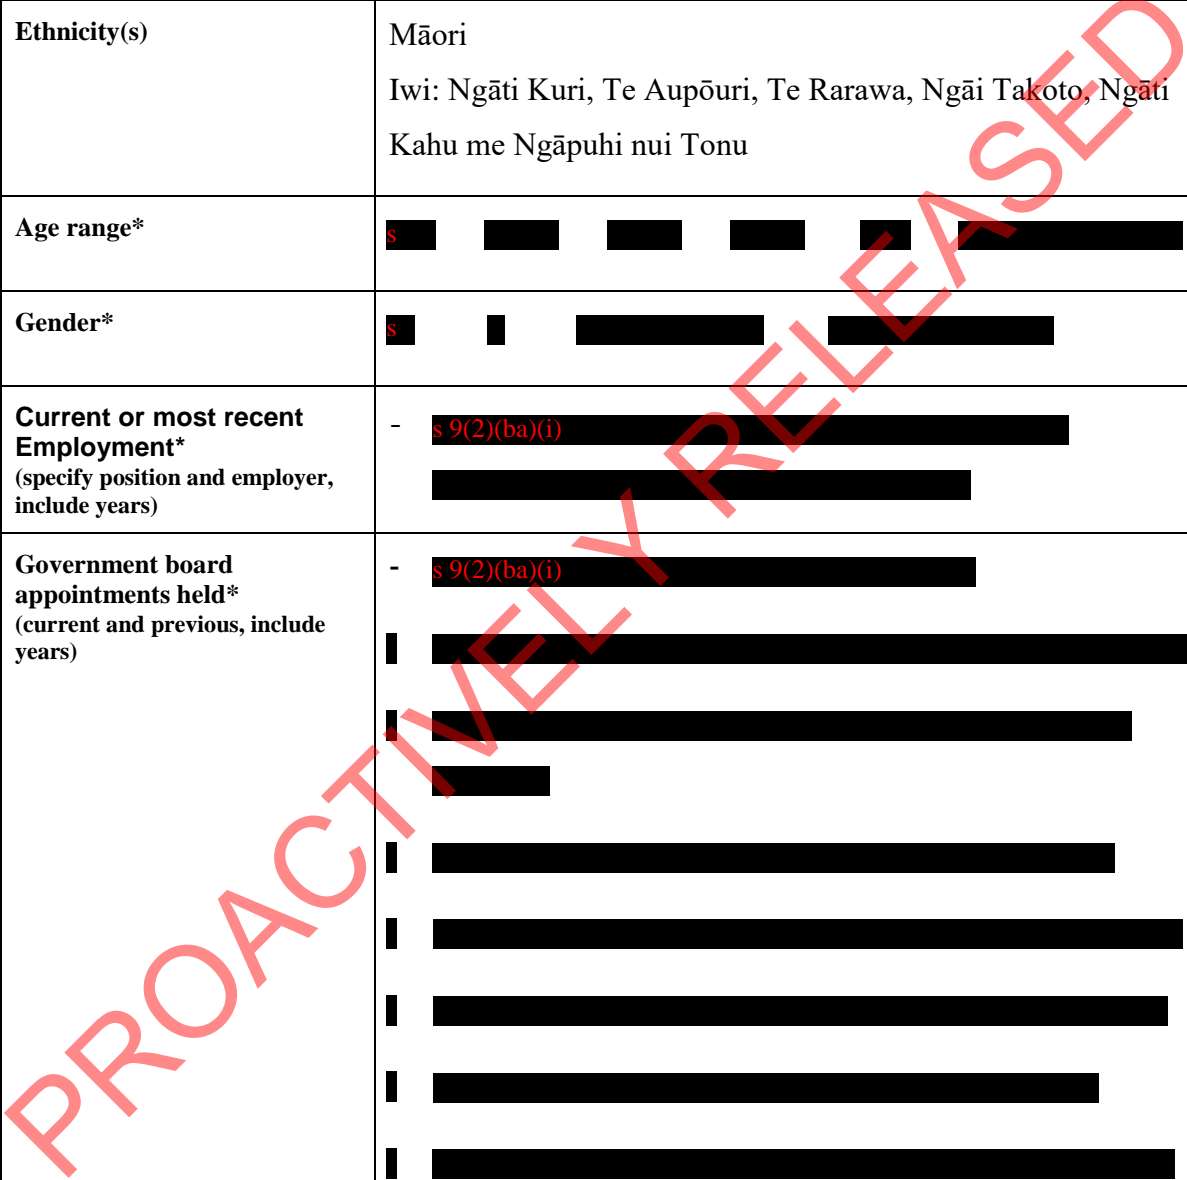 Ethnicity(s)
Māori
Iwi: Ngāti Kuri, Te Aupōuri, Te Rarawa, Ngāi Takoto, Ngāti
Kahu me Ngāpuhi nui Tonu
Age range*
s
Gender*
s
Current or most recent
Employment*
(specify position and employer,
include years)
- s 9(2)(ba)(i)
Government board
appointments held*
(current and previous, include
years)
- s 9(2)(ba)(i)
PROACTIVELY RELEASED